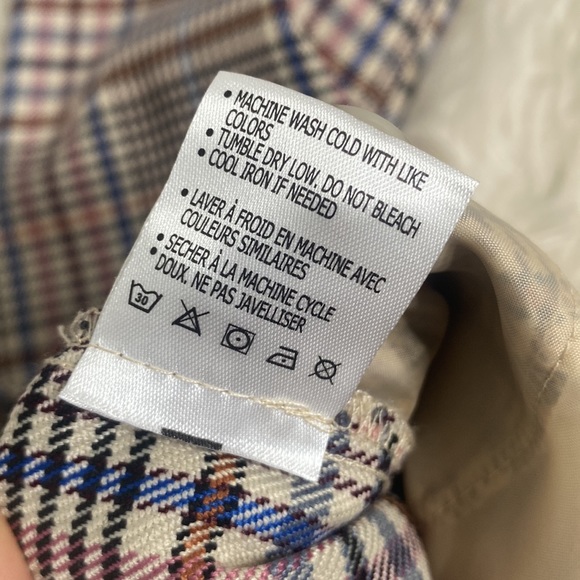 • MACHINE WASH COLD WITH LIKE
COLORS
• TUMBLE DRY LOW. DO NOT BLEACH
• COOL IRON IF NEEDED
• LAVER À FROID EN MACHINE AVEC
COULEURS SIMILAIRES
• SECHER À LA MACHINE CYCLE
• DOUX. NE PAS JAVELLISER
30